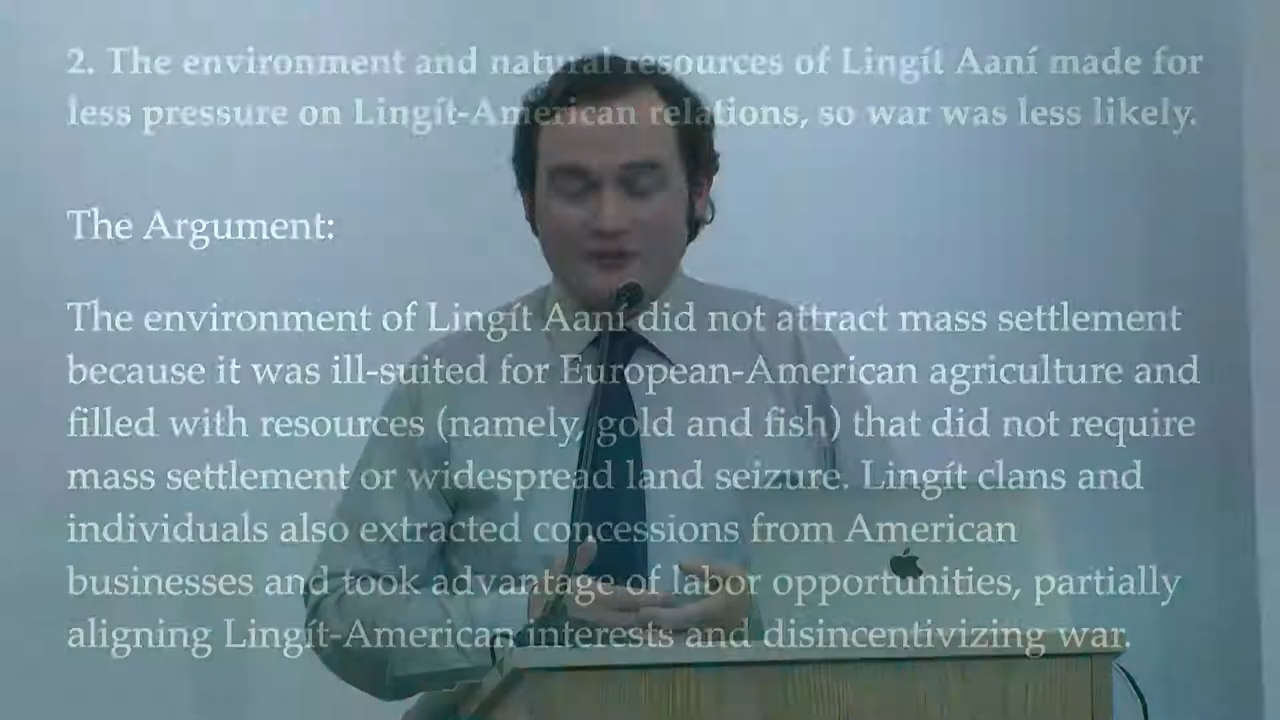 2. The environment and natural resources of Lingít Aaní made for
less pressure on Lingít-American relations, so war was less likely.
The Argument:
The environment of Lingít Aaní did not attract mass settlement
because it was ill-suited for European-American agriculture and
filled with resources (namely, gold and fish) that did not require
mass settlement or widespread land seizure. Lingít clans and
individuals also extracted concessions from American
businesses and took advantage of labor opportunities, partially
aligning Lingít-American interests and disincentivizing war.